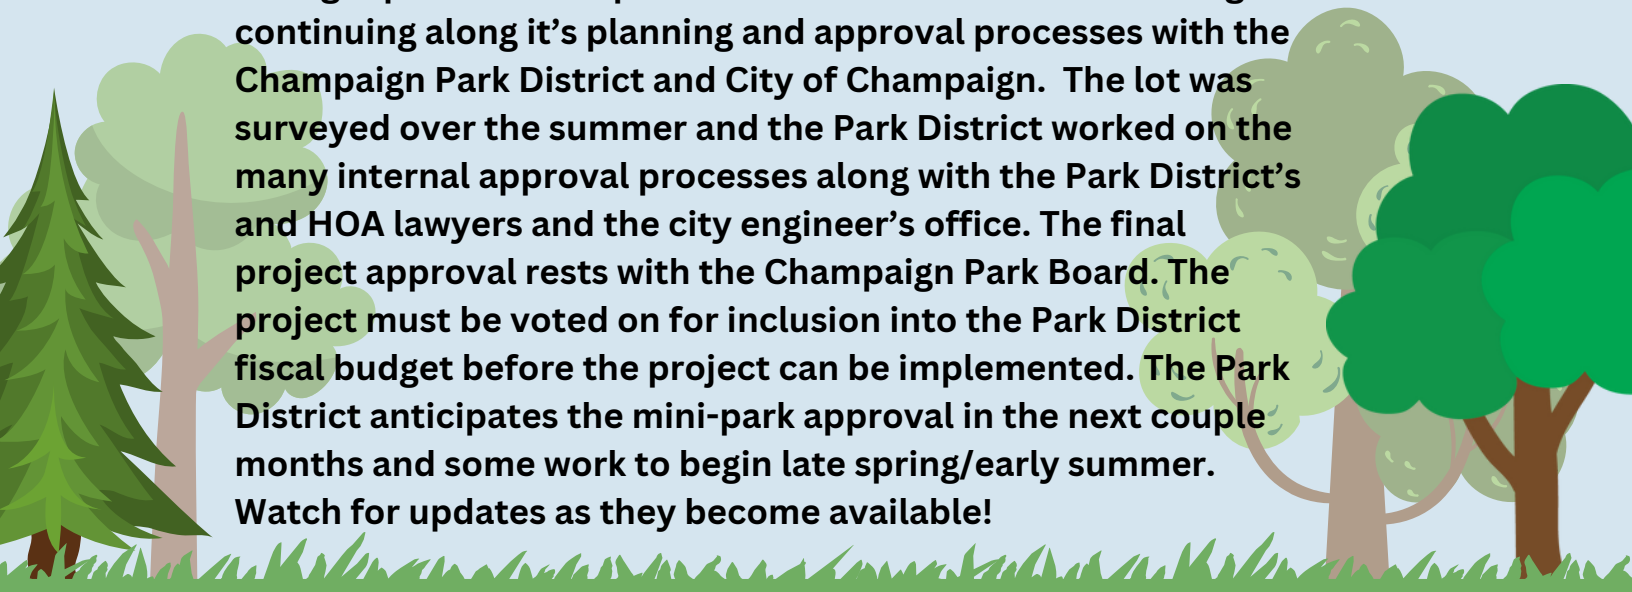 continuing along it’s planning and approval processes with the
Champaign Park District and City of Champaign.  The lot was
surveyed over the summer and the Park District worked on the
many internal approval processes along with the Park District’s
and HOA lawyers and the city engineer’s office. The final
project approval rests with the Champaign Park Board. The
project must be voted on for inclusion into the Park District
fiscal budget before the project can be implemented. The Park
District anticipates the mini-park approval in the next couple
months and some work to begin late spring/early summer.
Watch for updates as they become available!